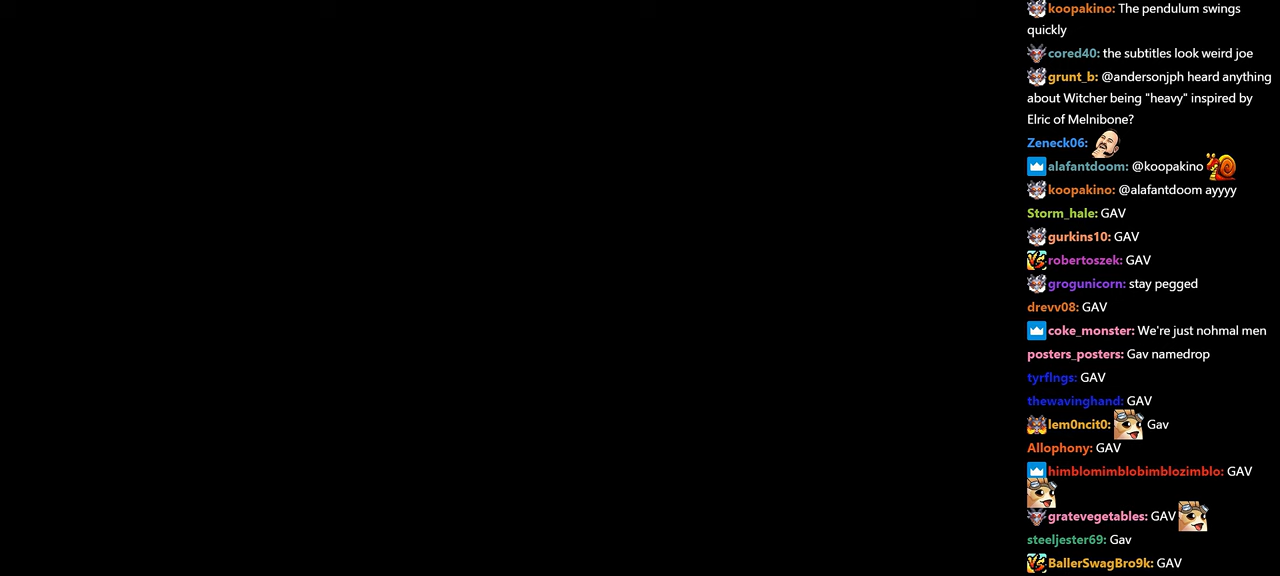 koopakino: The pendulum swings
quickly
cored40: the subtitles look weird joe
grunt_b: @andersonjph heard anything
about Witcher being "heavy" inspired by
Elric of Melnibone?
Zeneck06:
alafantdoom: @koopakino
koopakino: @alafantdoom ayyyy
Storm_hale: GAV
gurkins10: GAV
robertoszek: GAV
grogunicorn: stay pegged
drevv08: GAV
coke_monster: We're just nohmal men
posters_posters: Gav namedrop
tyrflngs: GAV
thewavinghand: GAV
lem0ncit0: Gav
Allophony: GAV
himblomimblobimblozimblo: GAV
gratevegetables: GAV
steeljester69: Gav
BallerSwagBro9k: GAV